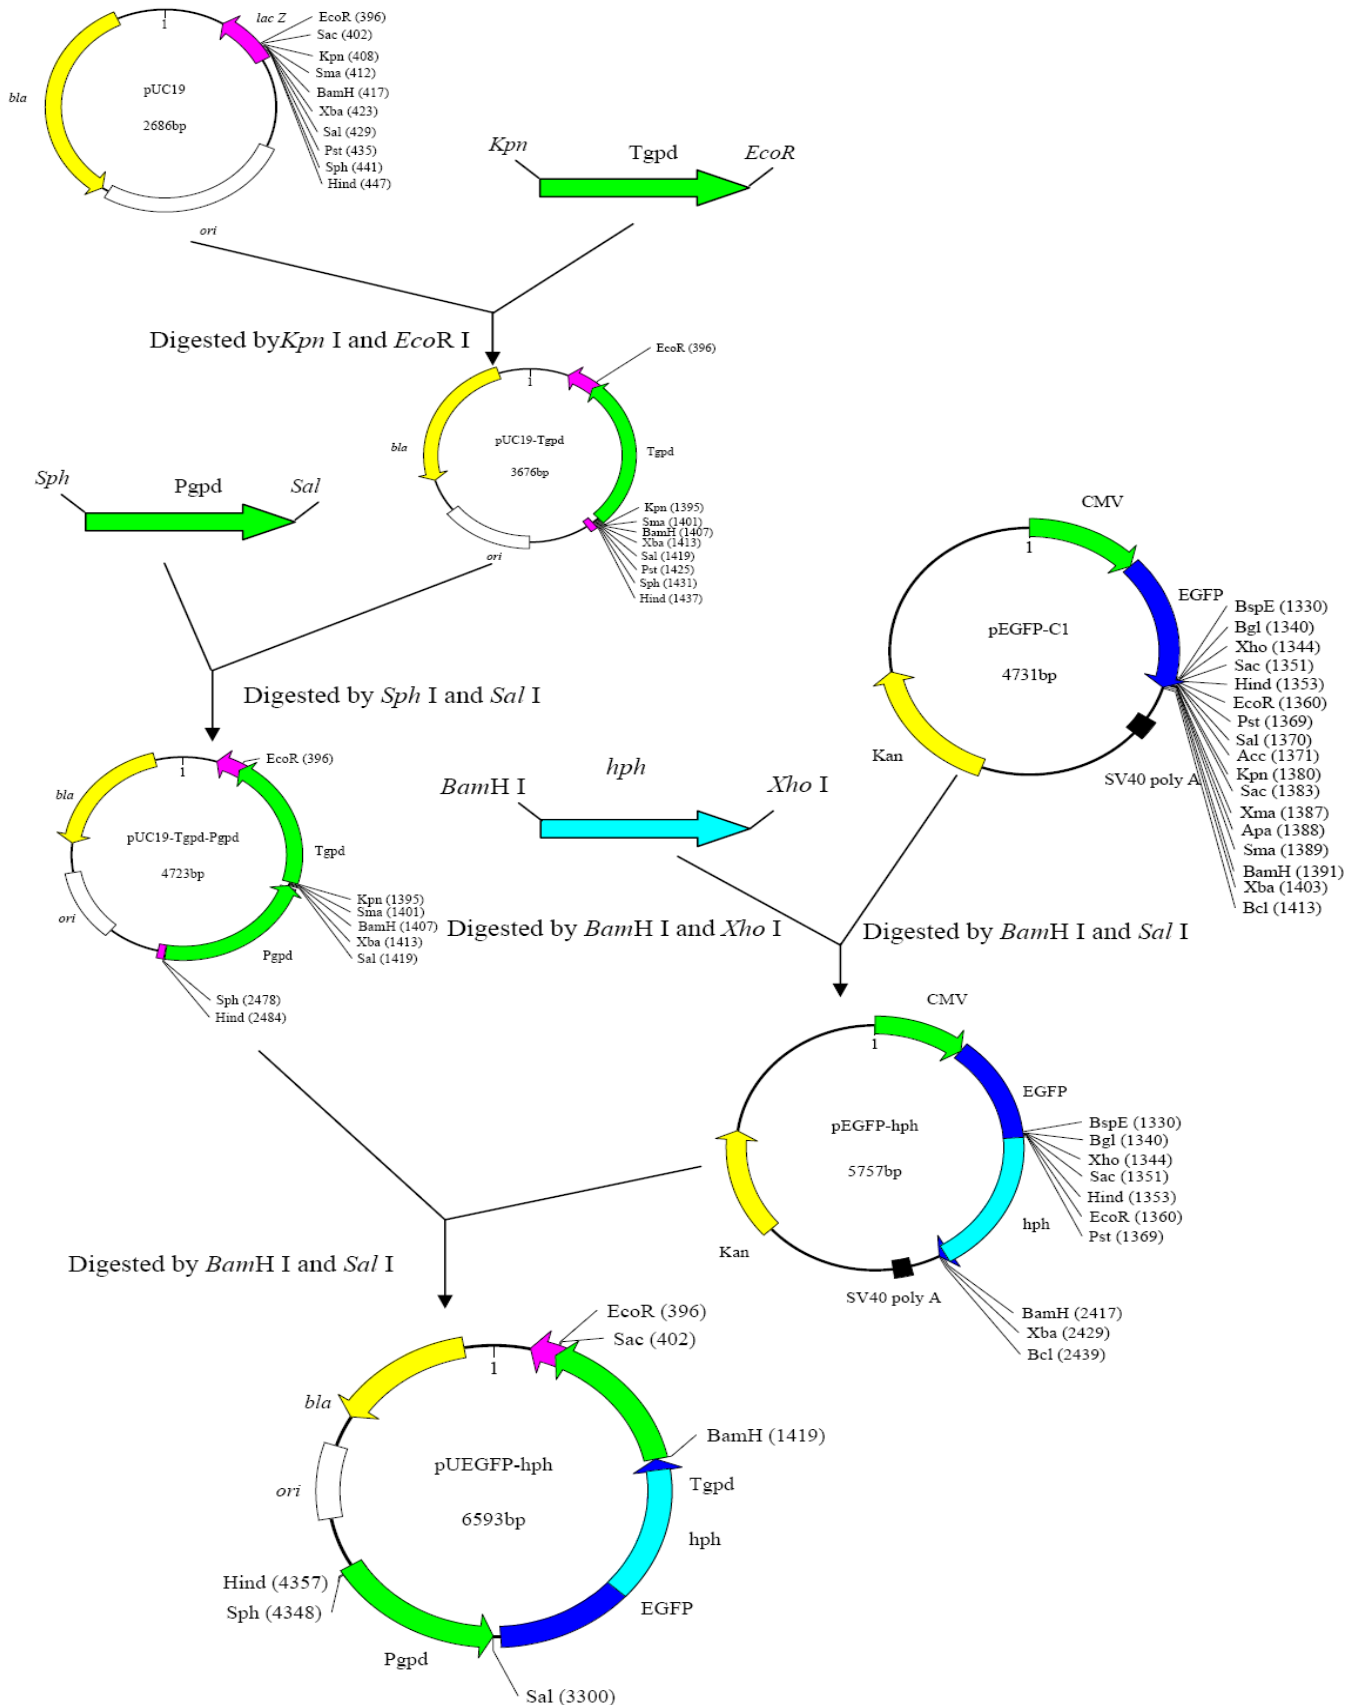 lac Z
EcoR (396)
Sac (402)
Kpn (408)
Sma (412)
BamH (417)
Xba (423)
Sal (429)
Pst (435)
Sph (441)
Hind (447)
1
pUC19
2686bp
bla
ori
Kpn
Tgpd
EcoR
Digested byKpn I and EcoR I
EcoR (396)
1
bla
pUC19-Tgpd
3676bp
Tgpd
ori
Kpn (1395)
Sma (1401)
BamH (1407)
Xba (1413)
Sal (1419)
Pst (1425)
Sph (1431)
Hind (1437)
Sph
Pgpd
Sal
Digested by Sph I and Sal I
CMV
1
EGFP
pEGFP-C1
4731bp
Kan
SV40 poly A
BspE (1330)
Bgl (1340)
Xho (1344)
Sac (1351)
Hind (1353)
EcoR (1360)
Pst (1369)
Sal (1370)
Acc (1371)
Kpn (1380)
Sac (1383)
Xma (1387)
Apa (1388)
Sma (1389)
BamH (1391)
Xba (1403)
Bcl (1413)
EcoR (396)
1
bla
pUC19-Tgpd-Pgpd
4723bp
Tgpd
ori
Kpn (1395)
Sma (1401)
BamH (1407)
Xba (1413)
Sal (1419)
Pgpd
Sph (2478)
Hind (2484)
BamH I
hph
Xho I
Digested by BamH I and Xho I
Digested by BamH I and Sal I
CMV
1
EGFP
pEGFP-hph
5757bp
BspE (1330)
Bgl (1340)
Xho (1344)
Sac (1351)
Hind (1353)
EcoR (1360)
Pst (1369)
hph
Kan
SV40 poly A
BamH (2417)
Xba (2429)
Bcl (2439)
Digested by BamH I and Sal I
EcoR (396)
Sac (402)
1
bla
BamH (1419)
pUEGFP-hph
6593bp
Tgpd
ori
hph
Hind (4357)
Sph (4348)
EGFP
Pgpd
Sal (3300)